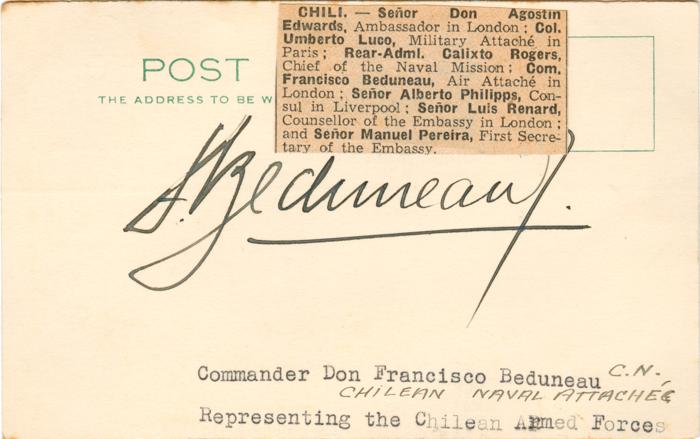 CHILI. — Señor Don Agostin
Edwards, Ambassador in London; Col.
Umberto Luco, Military Attaché in
Paris; Rear-Adml. Calixto Rogers,
Chief of the Naval Mission; Com.
Francisco Beduneau, Air Attaché in
London; Señor Alberto Philipps, Con-
sul in Liverpool; Señor Luis Renard,
Counsellor of the Embassy in London;
and Señor Manuel Pereira, First Secre-
tary of the Embassy.
POST
THE ADDRESS TO BE W
F. Beduneau.
Commander Don Francisco Beduneau C.N.,
CHILEAN NAVAL ATTACHÉE
Representing the Chilean Armed Forces